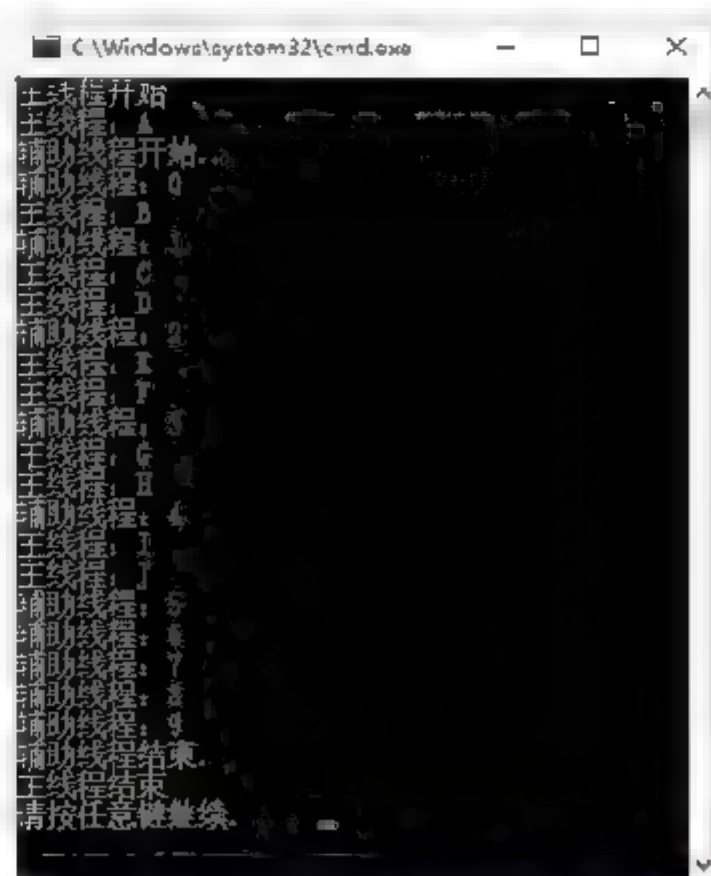 C:\Windows\system32\cmd.exe
主线程开始
主线程: A
辅助线程开始..
辅助线程: 0
主线程: B
辅助线程: 1
主线程: C
主线程: D
辅助线程: 2
主线程: E
主线程: F
辅助线程: 3
主线程: G
主线程: H
辅助线程: 4
主线程: I
主线程: J
辅助线程: 5
辅助线程: 6
辅助线程: 7
辅助线程: 8
辅助线程: 9
辅助线程结束..
主线程结束
请按任意键继续. . .